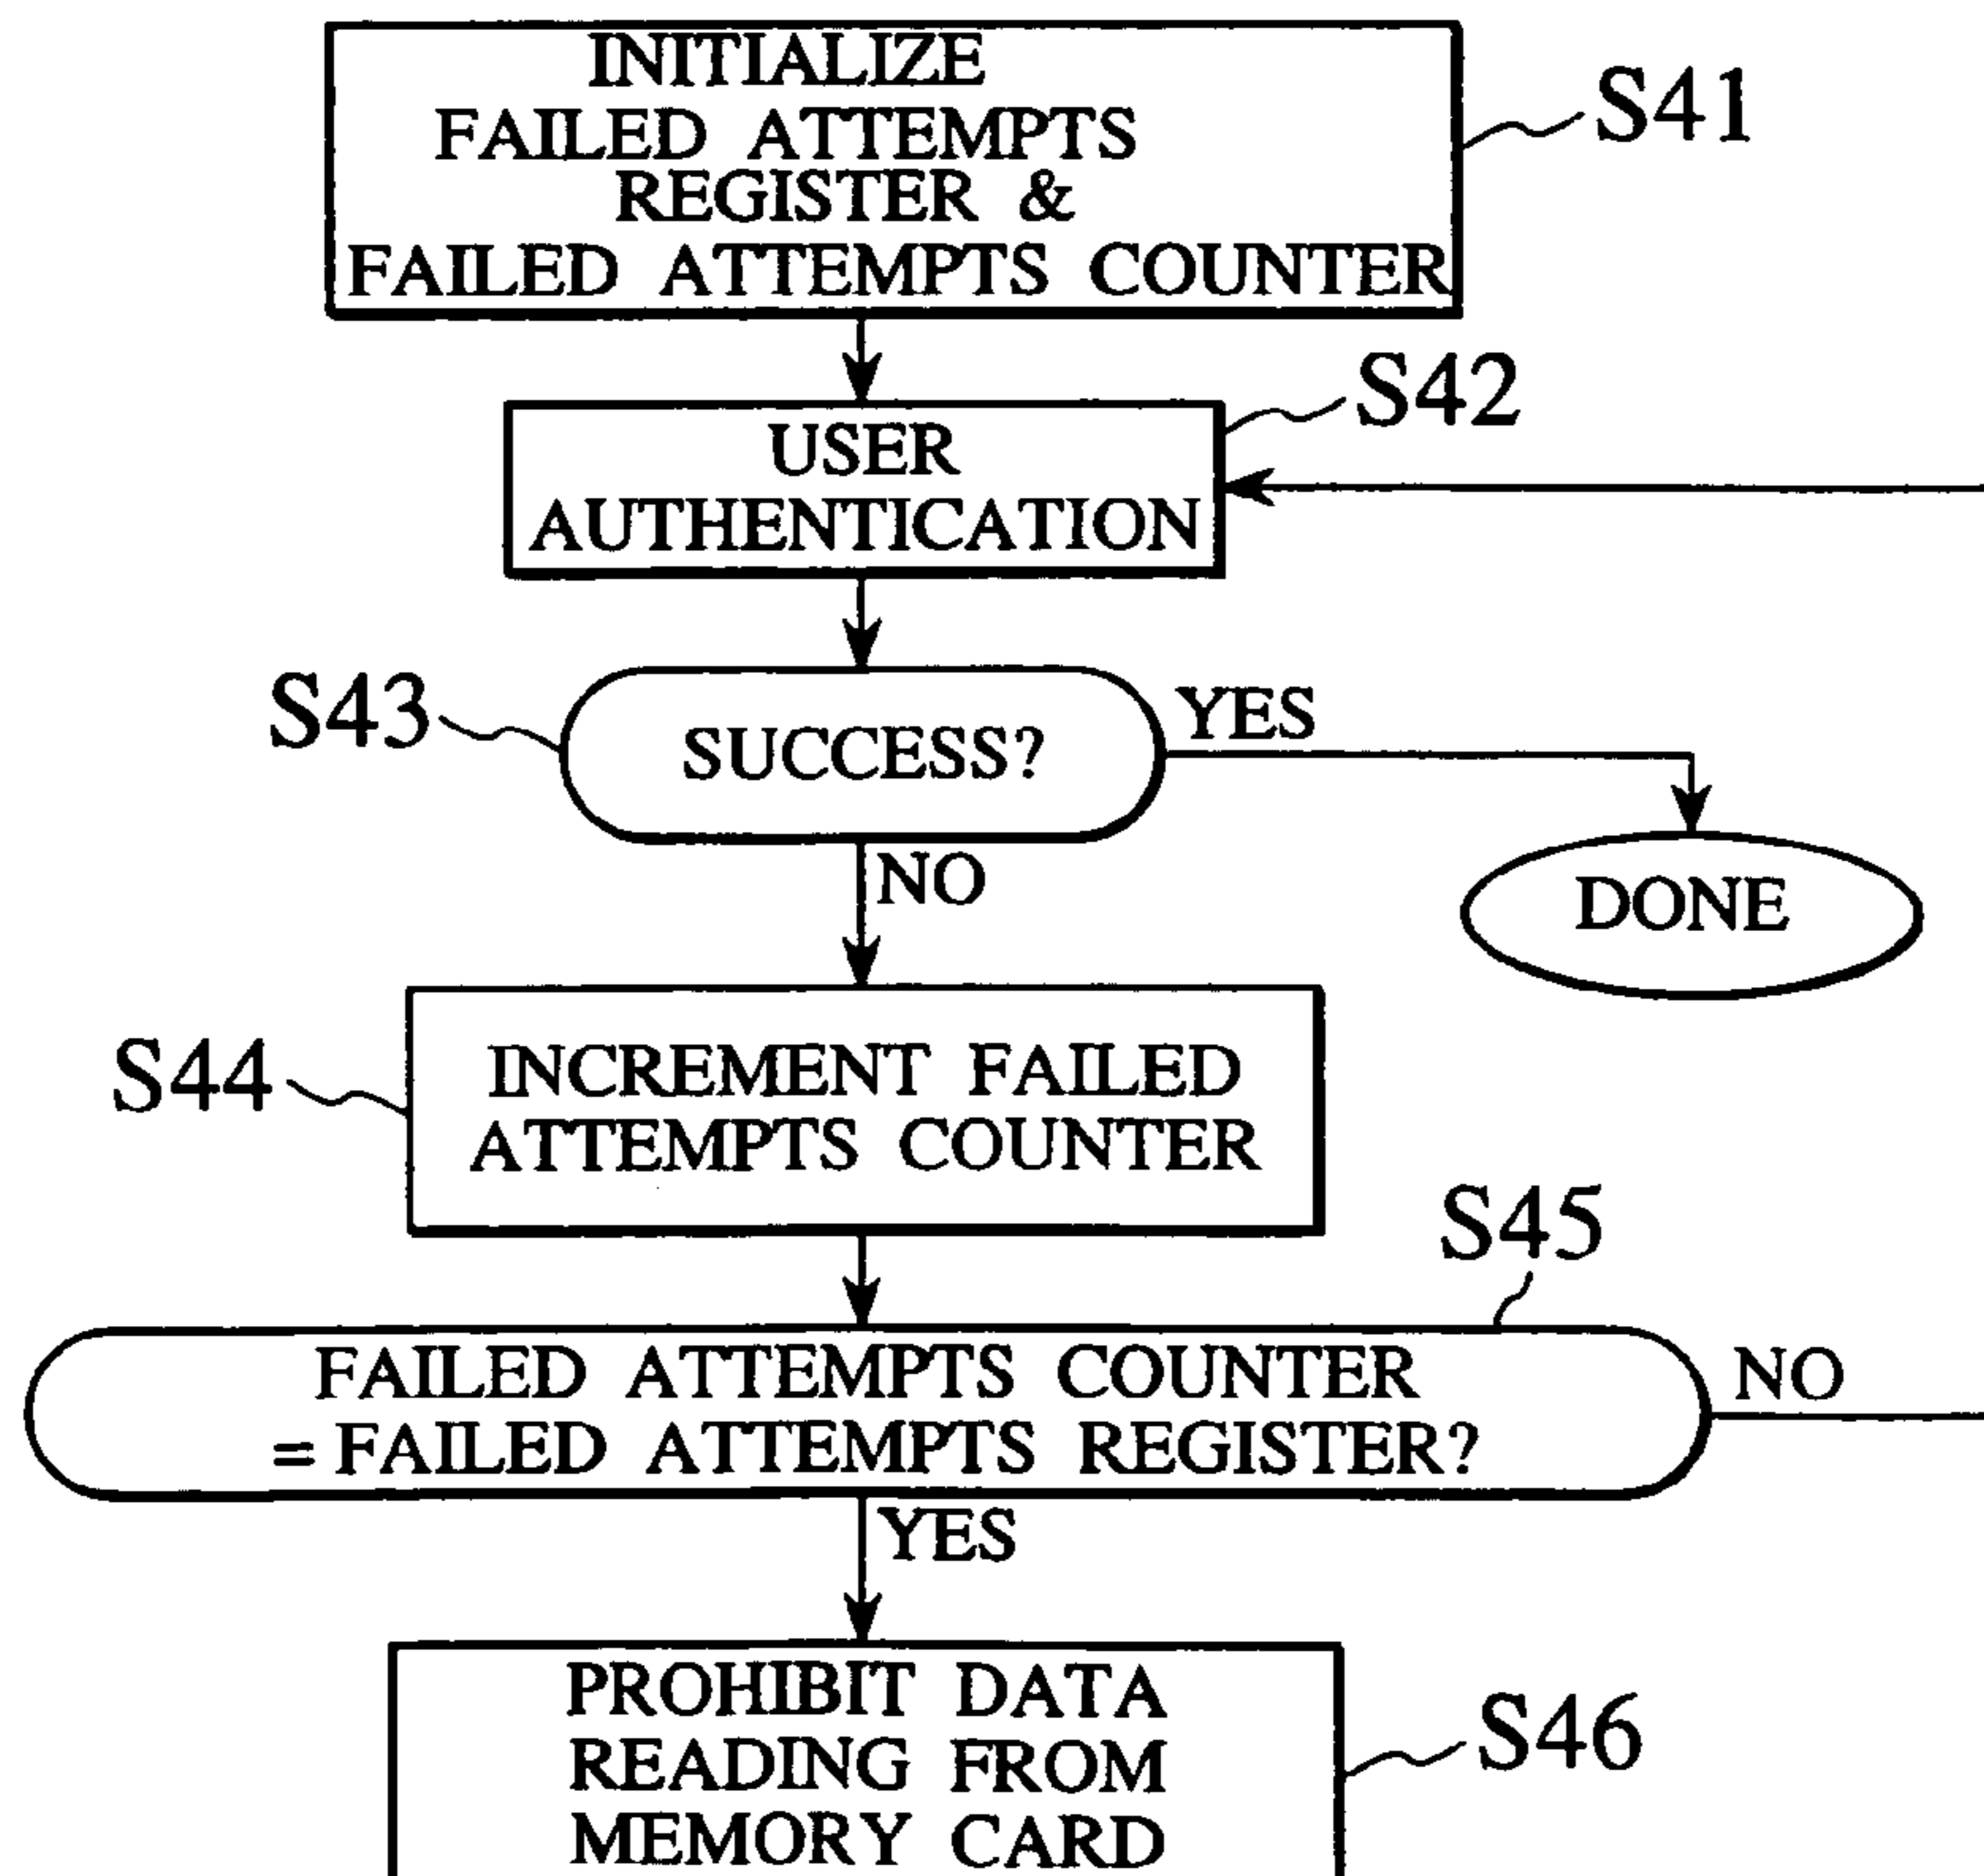 INITIALIZE
FAILED ATTEMPTS
REGISTER &
FAILED ATTEMPTS COUNTER
S41
S42
USER
AUTHENTICATION
S43
SUCCESS?
YES
NO
DONE
S44
INCREMENT FAILED
ATTEMPTS COUNTER
S45
FAILED ATTEMPTS COUNTER
= FAILED ATTEMPTS REGISTER?
NO
YES
PROHIBIT DATA
READING FROM
MEMORY CARD
S46